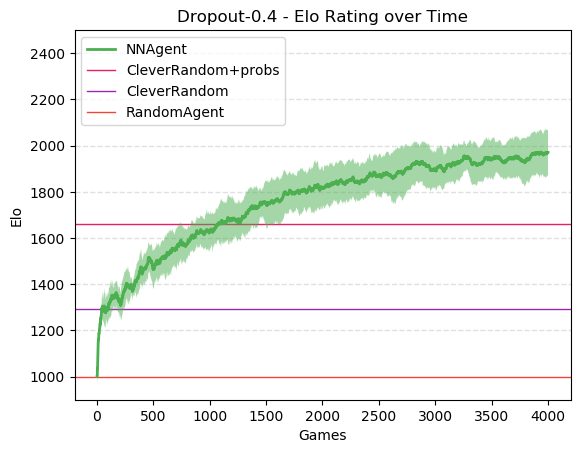 Dropout-0.4 - Elo Rating over Time
NNAgent
CleverRandom+probs
CleverRandom
RandomAgent
2400
2200
2000
1800
1600
1400
1200
1000
Elo
0 500 1000 1500 2000 2500 3000 3500 4000
Games